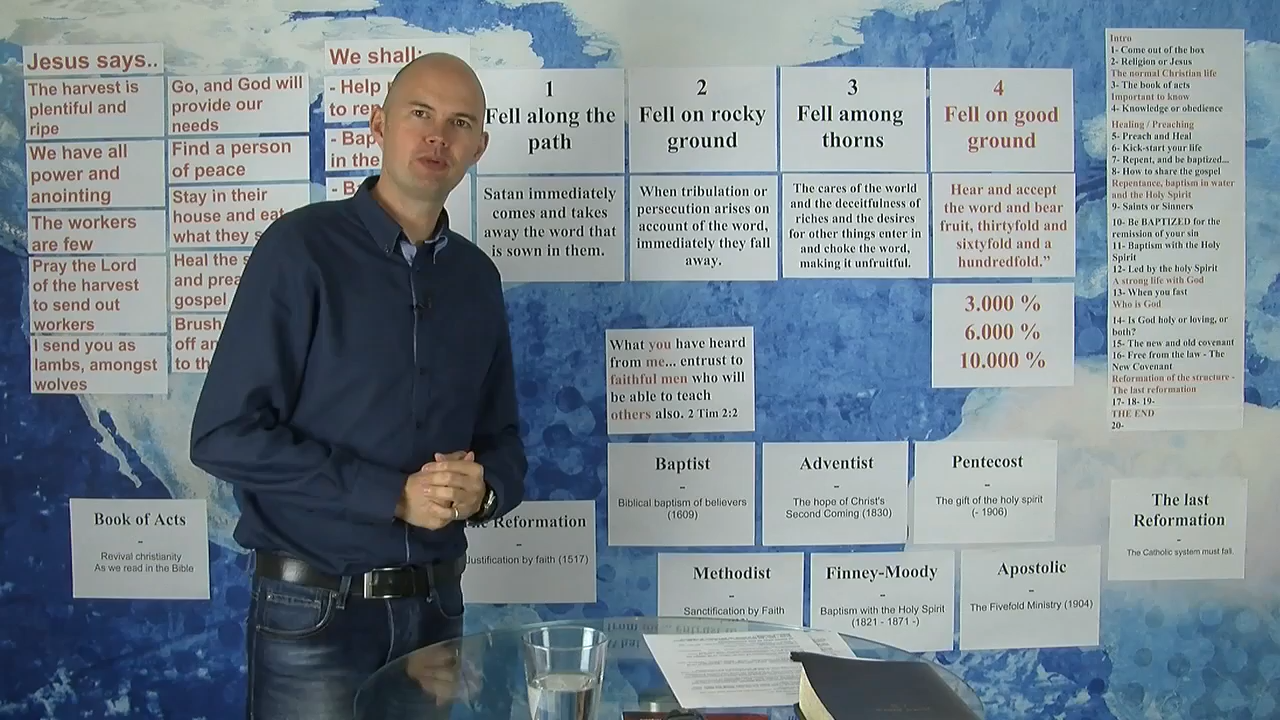 Jesus says..
The harvest is
plentiful and
ripe
We have all
power and
anointing
The workers
are few
Pray the Lord
of the harvest
to send out
workers
I send you as
lambs, amongst
wolves
Go, and God will
provide our
needs
Find a person
of peace
Stay in their
house and eat
what they
Heal the
and
gospel
Brush
off
to
We shall:
- Help
to
-
in the
-
1
Fell along the
path
Satan immediately
comes and takes
away the word that
is sown in them.
2
Fell on rocky
ground
When tribulation or
persecution arises on
account of the word,
immediately they fall
away.
3
Fell among
thorns
The cares of the world
and the deceitfulness of
riches and the desires
for other things enter in
and choke the word,
making it unfruitful.
4
Fell on good
ground
Hear and accept
the word and bear
fruit, thirtyfold and
sixtyfold and a
hundredfold.”
3.000 %
6.000 %
10.000 %
What you have heard
from me... entrust to
faithful men who will
be able to teach
others also. 2 Tim 2:2
Intro
1- Come out of the box
2- Religion or Jesus
The normal Christian life
3- The book of acts
Important to know
4- Knowledge or obedience
Healing / Preaching
5- Preach and Heal
6- Kick-start your life
7- Repent, and be baptized...
8- How to share the gospel
Repentance, baptism in water
and the Holy Spirit
9- Saints or Sinners
10- Be BAPTIZED for the
remission of your sin
11- Baptism with the Holy
Spirit
12- Led by the holy Spirit
A strong life with God
13- When you fast
Who is God
14- Is God holy or loving, or
both?
15- The new and old covenant
16- Free from the law - The
New Covenant
Reformation of the structure -
The last reformation
17- 18- 19-
THE END
20-
Book of Acts
-
Revival christianity
As we read in the Bible
Reformation
-
Justification by faith (1517)
Baptist
-
Biblical baptism of believers
(1609)
Adventist
-
The hope of Christ's
Second Coming (1830)
Pentecost
-
The gift of the holy spirit
(- 1906)
Methodist
-
Sanctification by Faith
Finney-Moody
-
Baptism with the Holy Spirit
(1821 - 1871 -)
Apostolic
-
The Fivefold Ministry (1904)
The last
Reformation
-
The Catholic system must fall.